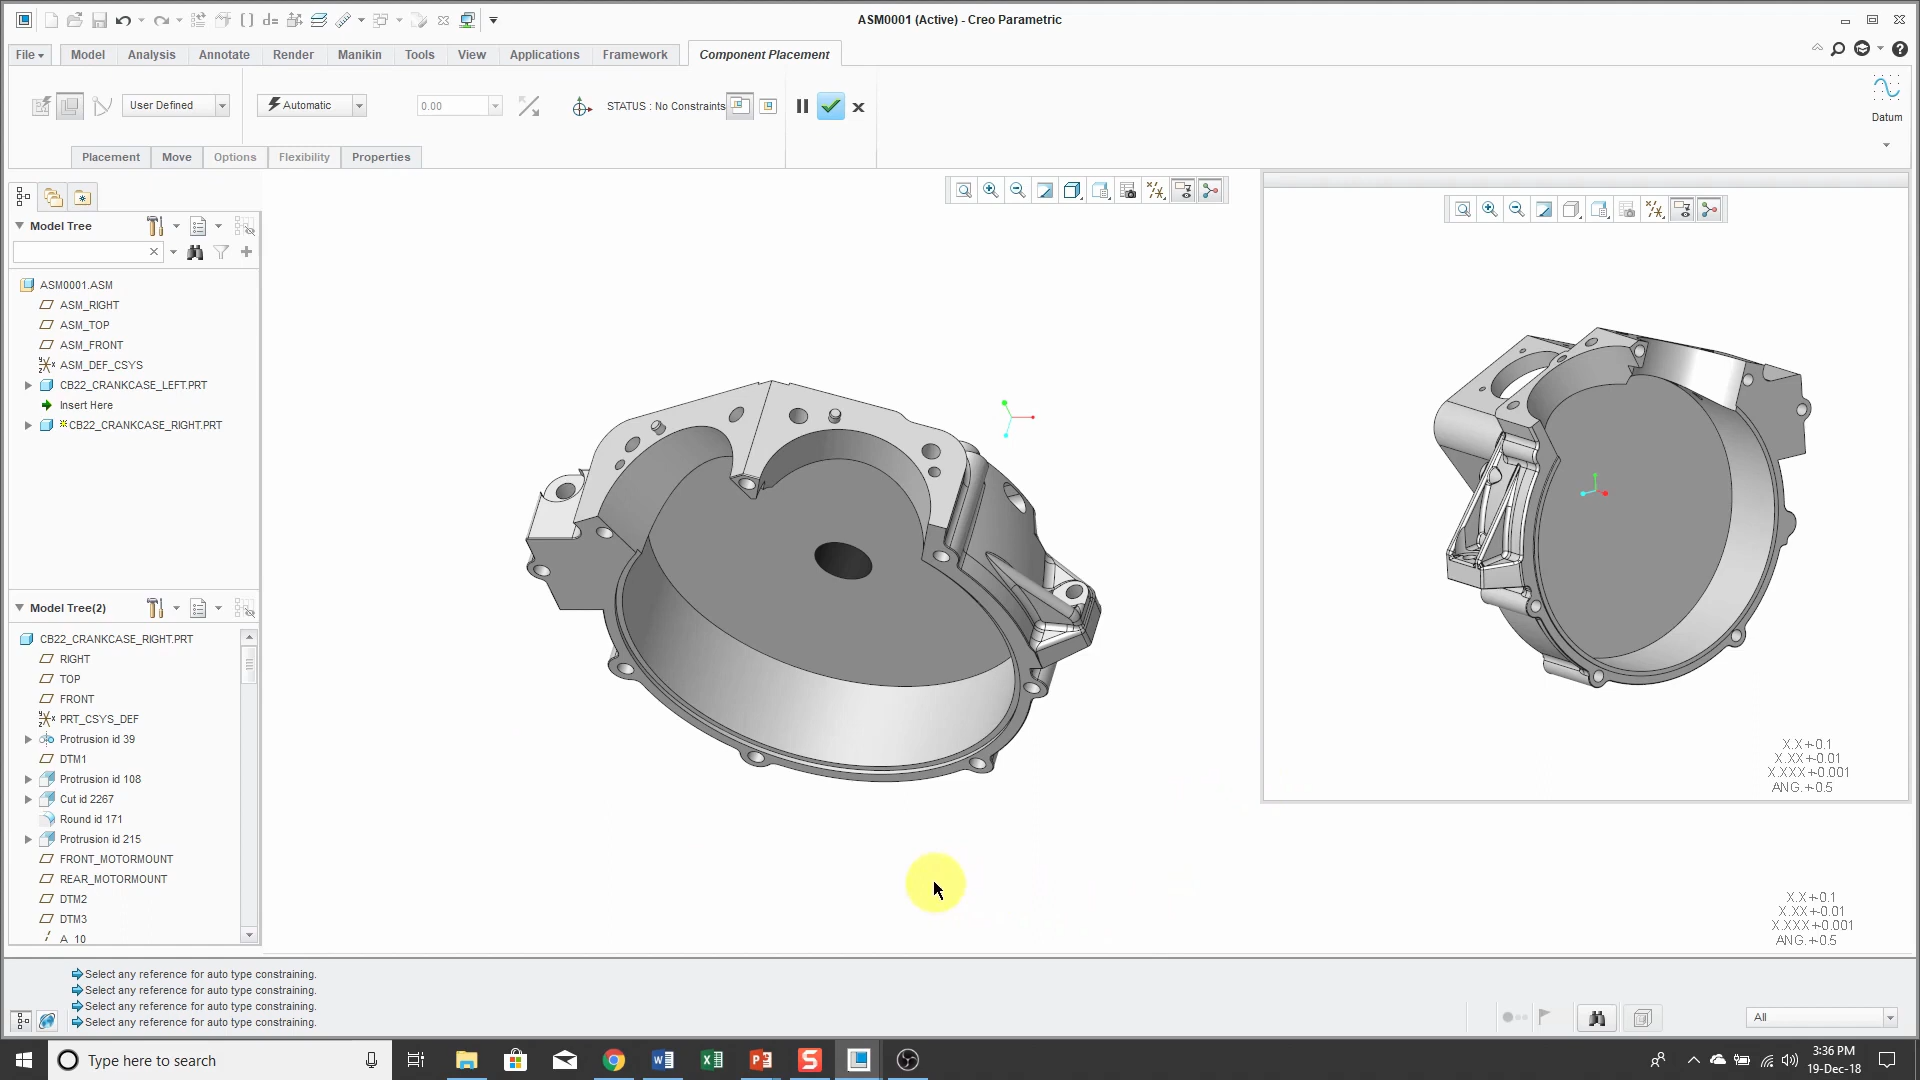 ASM0001 (Active) - Creo Parametric
File Model Analysis Annotate Render Manikin Tools View Applications Framework Component Placement
User Defined Automatic 0.00 STATUS : No Constraints
Datum
Placement Move Options Flexibility Properties
Model Tree
ASM0001.ASM
ASM_RIGHT
ASM_TOP
ASM_FRONT
ASM_DEF_CSYS
CB22_CRANKCASE_LEFT.PRT
Insert Here
CB22_CRANKCASE_RIGHT.PRT
Model Tree(2)
CB22_CRANKCASE_RIGHT.PRT
RIGHT
TOP
FRONT
PRT_CSYS_DEF
Protrusion id 39
DTM1
Protrusion id 108
Cut id 2267
Round id 171
Protrusion id 215
FRONT_MOTORMOUNT
REAR_MOTORMOUNT
DTM2
DTM3
A_10
X.X+-0.1
X.XX+-0.01
X.XXX+-0.001
ANG.+-0.5
X.X+-0.1
X.XX+-0.01
X.XXX+-0.001
ANG.+-0.5
Select any reference for auto type constraining.
Select any reference for auto type constraining.
Select any reference for auto type constraining.
Select any reference for auto type constraining.
All
Type here to search
3:36 PM
19-Dec-18